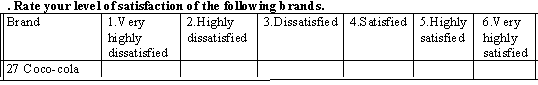 . Rate your level of satisfaction of the following brands.
Brand 1.Very highly dissatisfied 2.Highly dissatisfied 3.Dissatisfied 4.Satisfied 5.Highly satisfied 6.Very highly satisfied
27 Coco-cola